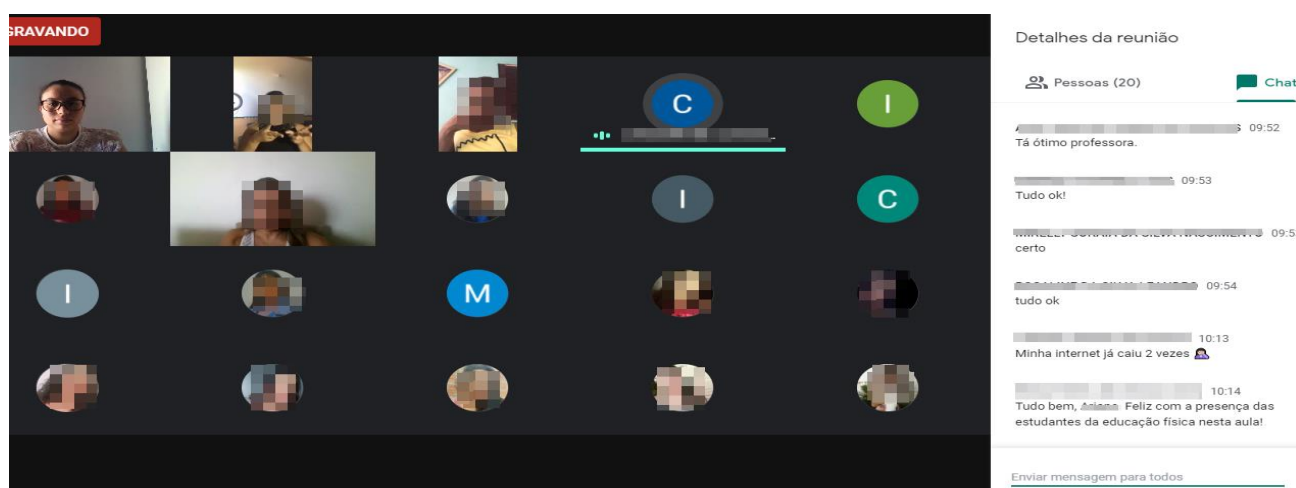 GRAVANDO
C
I
I
C
I
M
Detalhes da reunião
Pessoas (20)
Chat
S 09:52
Tá ótimo professora.
09:53
Tudo ok!
09:5
certo
09:54
tudo ok
10:13
Minha internet já caiu 2 vezes
10:14
Tudo bem, Feliz com a presença das
estudantes da educação física nesta aula!
Enviar mensagem para todos